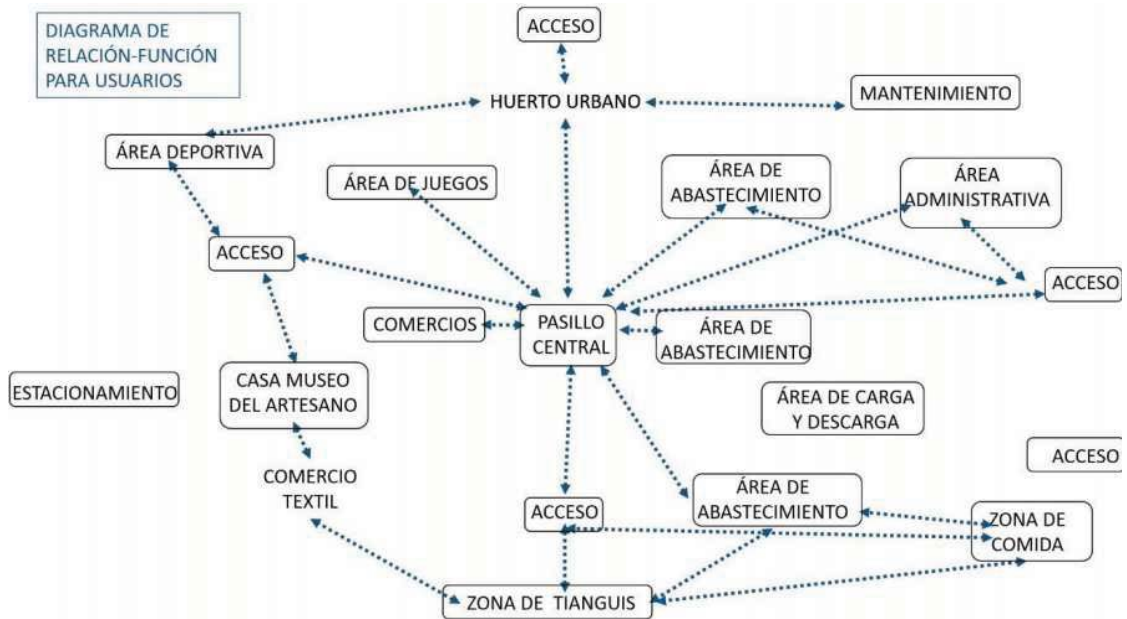 DIAGRAMA DE
RELACIÓN-FUNCIÓN
PARA USUARIOS
ACCESO
HUERTO URBANO
MANTENIMIENTO
ÁREA DEPORTIVA
ÁREA DE JUEGOS
ÁREA DE
ABASTECIMIENTO
ÁREA
ADMINISTRATIVA
ACCESO
ACCESO
COMERCIOS
PASILLO
CENTRAL
ÁREA DE
ABASTECIMIENTO
ESTACIONAMIENTO
CASA MUSEO
DEL ARTESANO
ÁREA DE CARGA
Y DESCARGA
ACCESO
COMERCIO
TEXTIL
ACCESO
ÁREA DE
ABASTECIMIENTO
ZONA DE
COMIDA
ZONA DE TIANGUIS